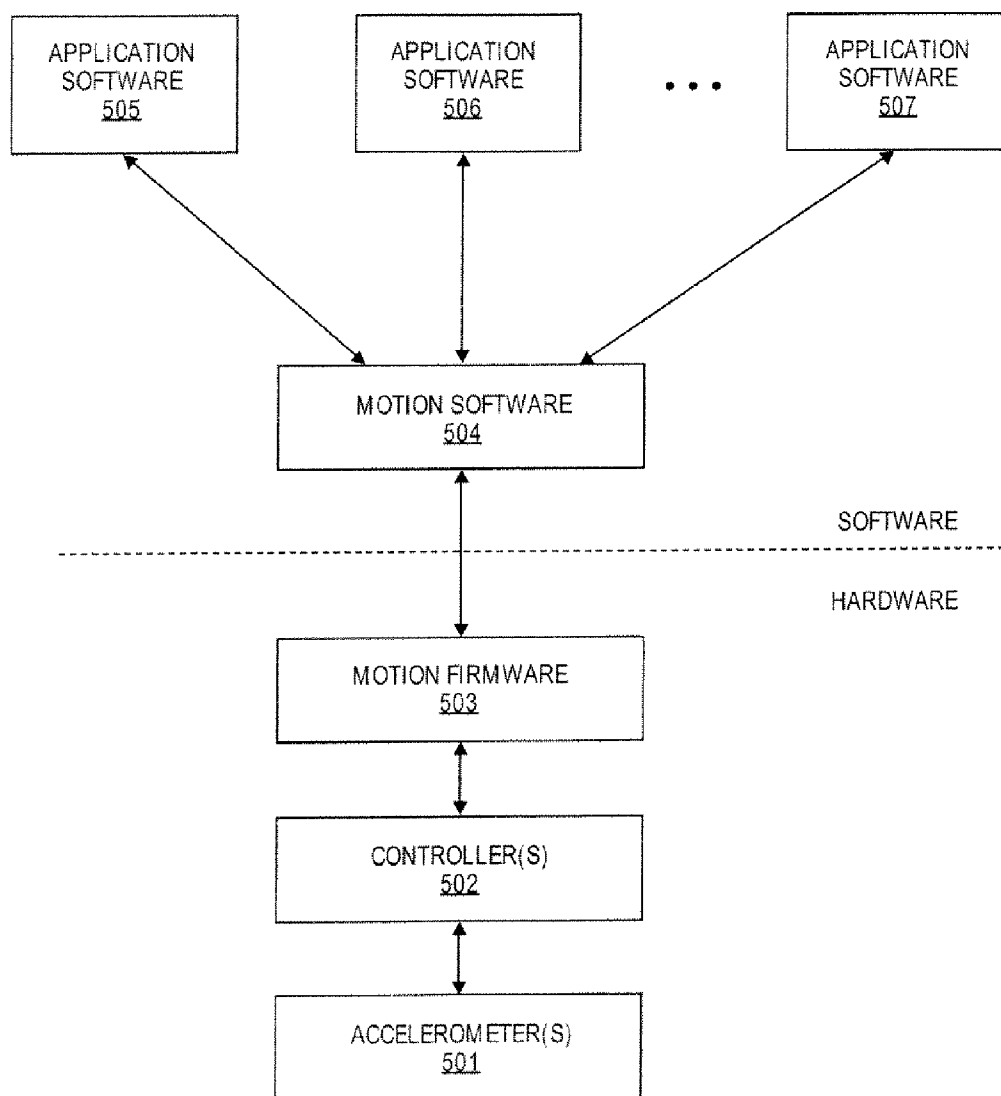 APPLICATION
SOFTWARE
505
APPLICATION
SOFTWARE
506
• • •
APPLICATION
SOFTWARE
507
MOTION SOFTWARE
504
SOFTWARE
HARDWARE
MOTION FIRMWARE
503
CONTROLLER(S)
502
ACCELEROMETER(S)
501